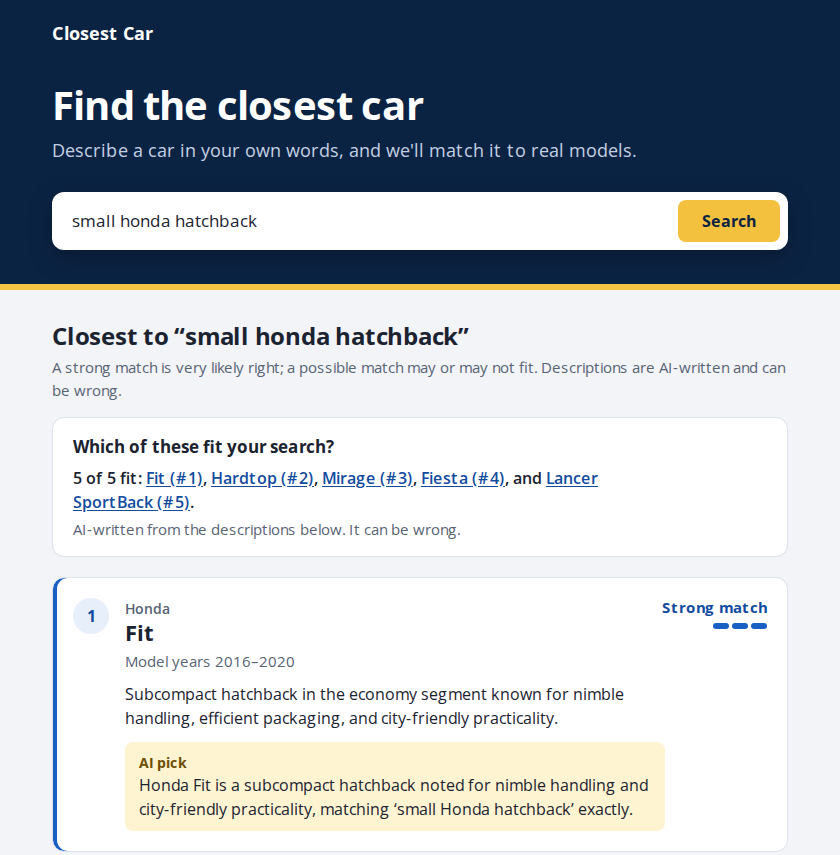 Closest Car
Find the closest car
Describe a car in your own words, and we'll match it to real models.
small honda hatchback
Search
Closest to “small honda hatchback”
A strong match is very likely right; a possible match may or may not fit. Descriptions are AI-written and can
be wrong.
Which of these fit your search?
5 of 5 fit: Fit (#1), Hardtop (#2), Mirage (#3), Fiesta (#4), and Lancer
SportBack (#5).
AI-written from the descriptions below. It can be wrong.
1
Honda
Strong match
Fit
Model years 2016–2020
Subcompact hatchback in the economy segment known for nimble
handling, efficient packaging, and city-friendly practicality.
AI pick
Honda Fit is a subcompact hatchback noted for nimble handling and
city-friendly practicality, matching ‘small Honda hatchback’ exactly.